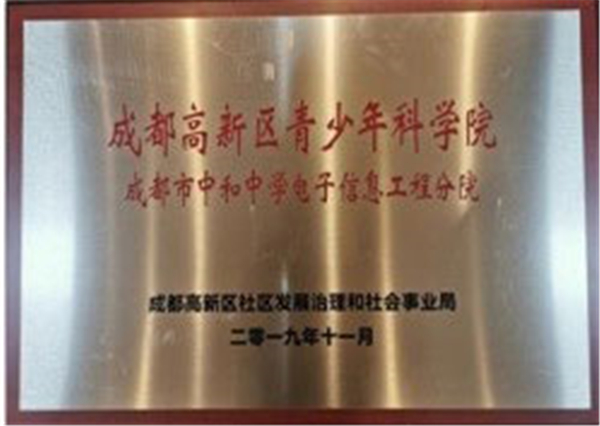 成都高新区青少年科学院
成都市中和中学电子信息工程分院
成都高新区社区发展治理和社会事业局
二零一九年十一月